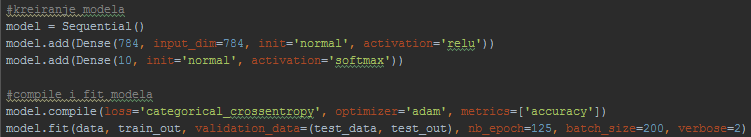 #kreiranje modela
model = Sequential()
model.add(Dense(784, input_dim=784, init='normal', activation='relu'))
model.add(Dense(10, init='normal', activation='softmax'))
#compile i fit modela
model.compile(loss='categorical_crossentropy', optimizer='adam', metrics=['accuracy'])
model.fit(data, train_out, validation_data=(test_data, test_out), nb_epoch=125, batch_size=200, verbose=2)